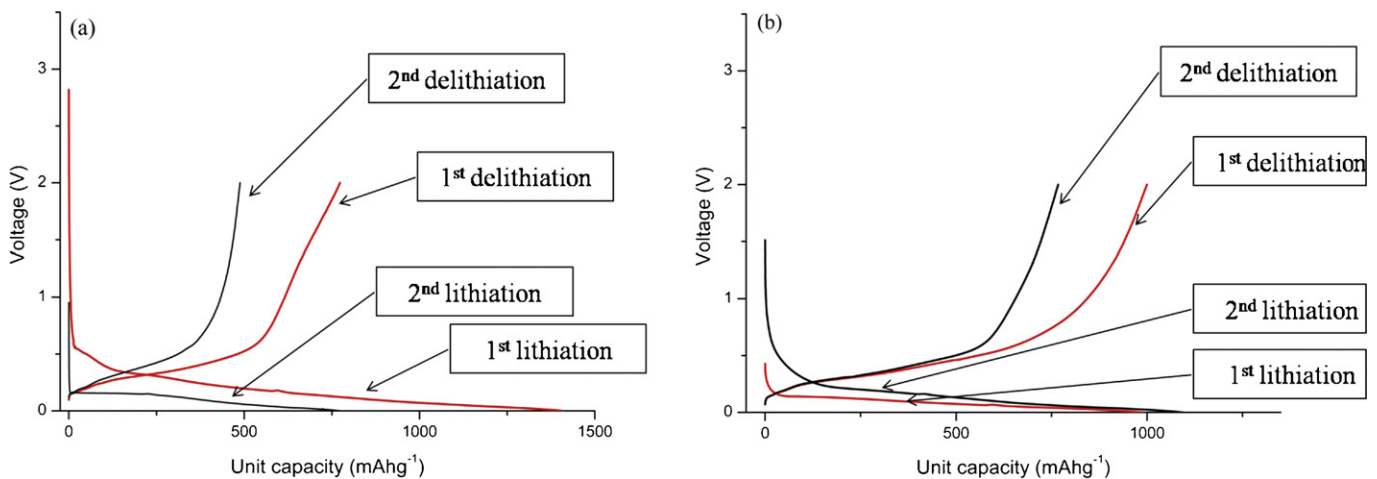 (a)
3
2
1
0
Voltage (V)
2nd delithiation
1st delithiation
2nd lithiation
1st lithiation
0
500
1000
1500
Unit capacity (mAhg-1)
(b)
3
2
1
0
Voltage (V)
2nd delithiation
1st delithiation
2nd lithiation
1st lithiation
0
500
1000
Unit capacity (mAhg-1)